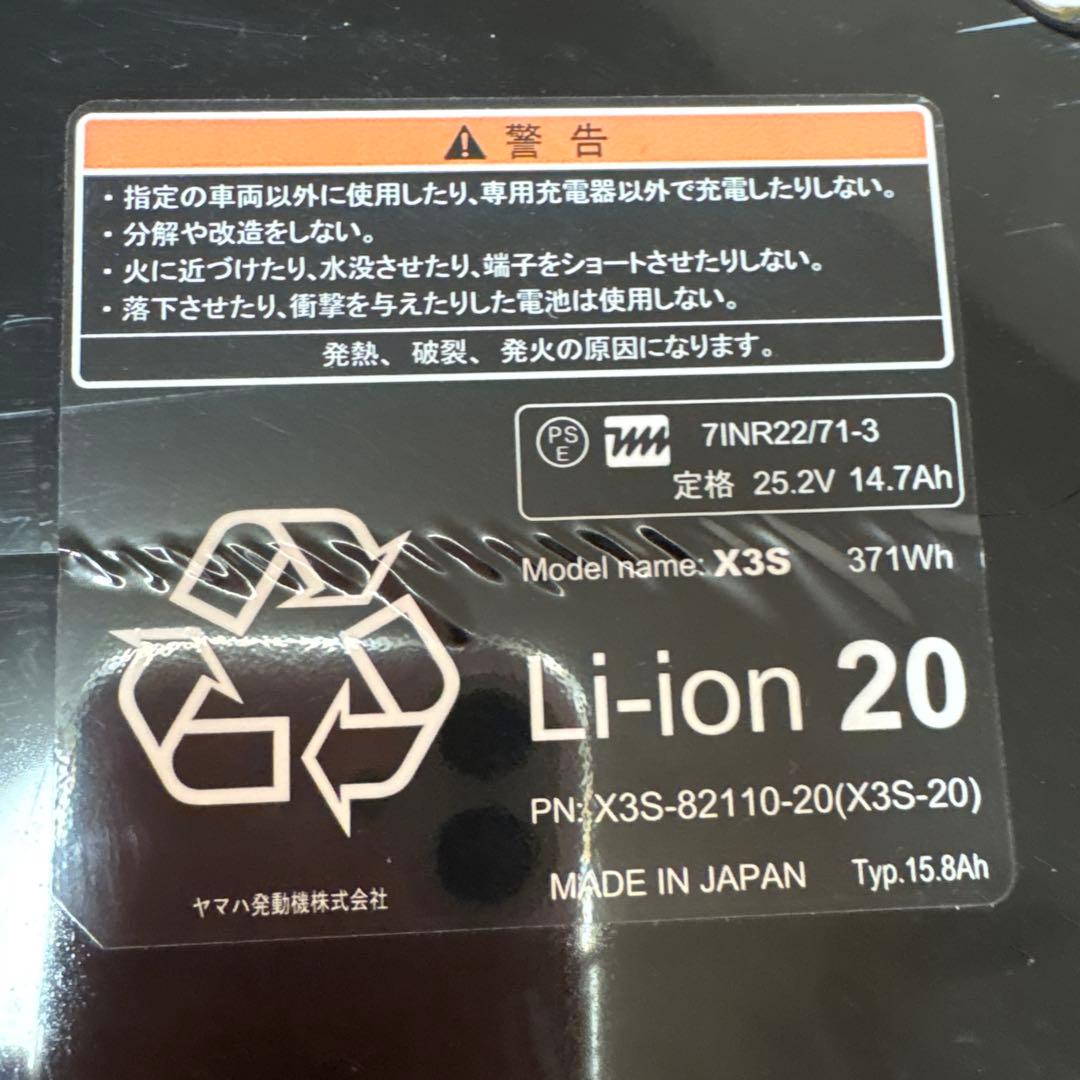 ⚠ 警告
・指定の車両以外に使用したり、専用充電器以外で充電したりしない。
・分解や改造をしない。
・火に近づけたり、水没させたり、端子をショートさせたりしない。
・落下させたり、衝撃を与えたりした電池は使用しない。
発熱、破裂、発火の原因になります。
PSE 7INR22/71-3
定格 25.2V 14.7Ah
Model name: X3S 371Wh
Li-ion 20
PN: X3S-82110-20(X3S-20)
MADE IN JAPAN Typ.15.8Ah
ヤマハ発動機株式会社